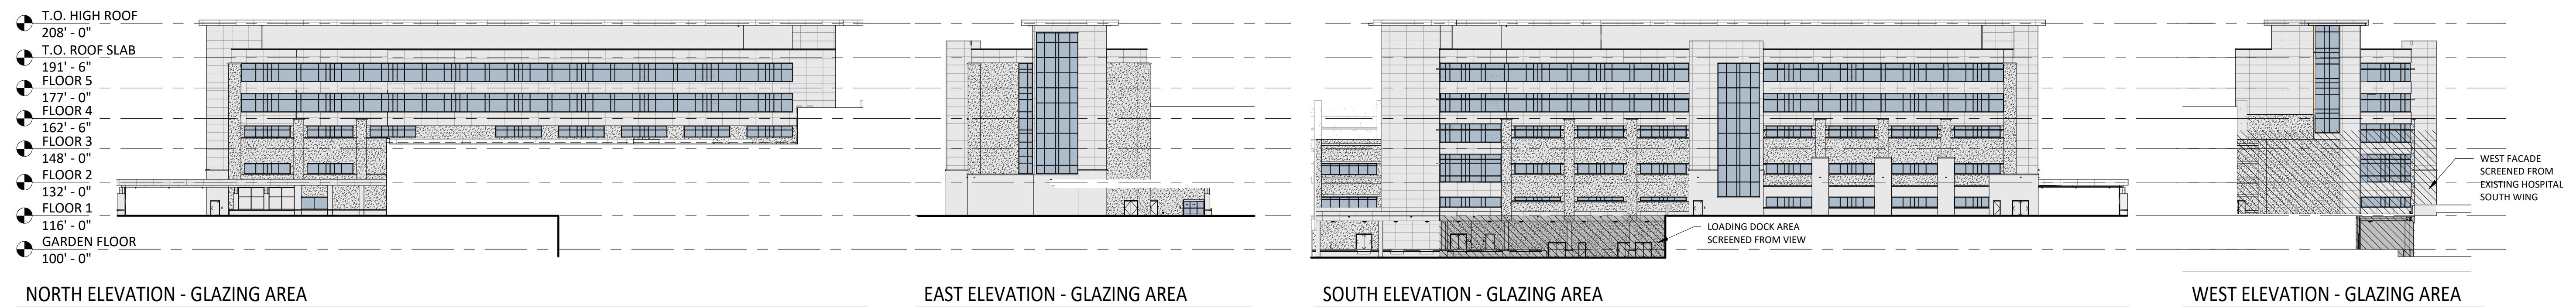 T.O. HIGH ROOF
208' - 0"
T.O. ROOF SLAB
191' - 6"
FLOOR 5
177' - 0"
FLOOR 4
162' - 6"
FLOOR 3
148' - 0"
FLOOR 2
132' - 0"
FLOOR 1
116' - 0"
GARDEN FLOOR
100' - 0"
LOADING DOCK AREA
SCREENED FROM VIEW
WEST FACADE
SCREENED FROM
EXISTING HOSPITAL
SOUTH WING
NORTH ELEVATION - GLAZING AREA
EAST ELEVATION - GLAZING AREA
SOUTH ELEVATION - GLAZING AREA
WEST ELEVATION - GLAZING AREA